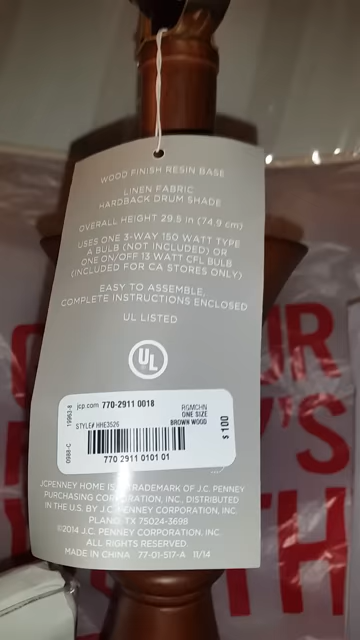 WOOD FINISH RESIN BASE
LINEN FABRIC
HARDBACK DRUM SHADE
OVERALL HEIGHT 29.5 in (74.9 cm)
USES ONE 3-WAY 150 WATT TYPE
A BULB (NOT INCLUDED) OR
ONE ON/OFF 13 WATT CFL BULB
(INCLUDED FOR CA STORES ONLY)
EASY TO ASSEMBLE,
COMPLETE INSTRUCTIONS ENCLOSED
UL LISTED
UL
19963-8
0988-C
jcp.com 770-2911 0018
STYLE# HHE3526
RGMCHN
ONE SIZE
BROWN WOOD
$100
770 2911 0101 01
JCPENNEY HOME IS A TRADEMARK OF J.C. PENNEY
PURCHASING CORPORATION, INC., DISTRIBUTED
IN THE U.S. BY J.C. PENNEY CORPORATION, INC.
PLANO, TX 75024-3698
©2014 J.C. PENNEY CORPORATION, INC.
ALL RIGHTS RESERVED.
MADE IN CHINA 77-01-517-A 11/14